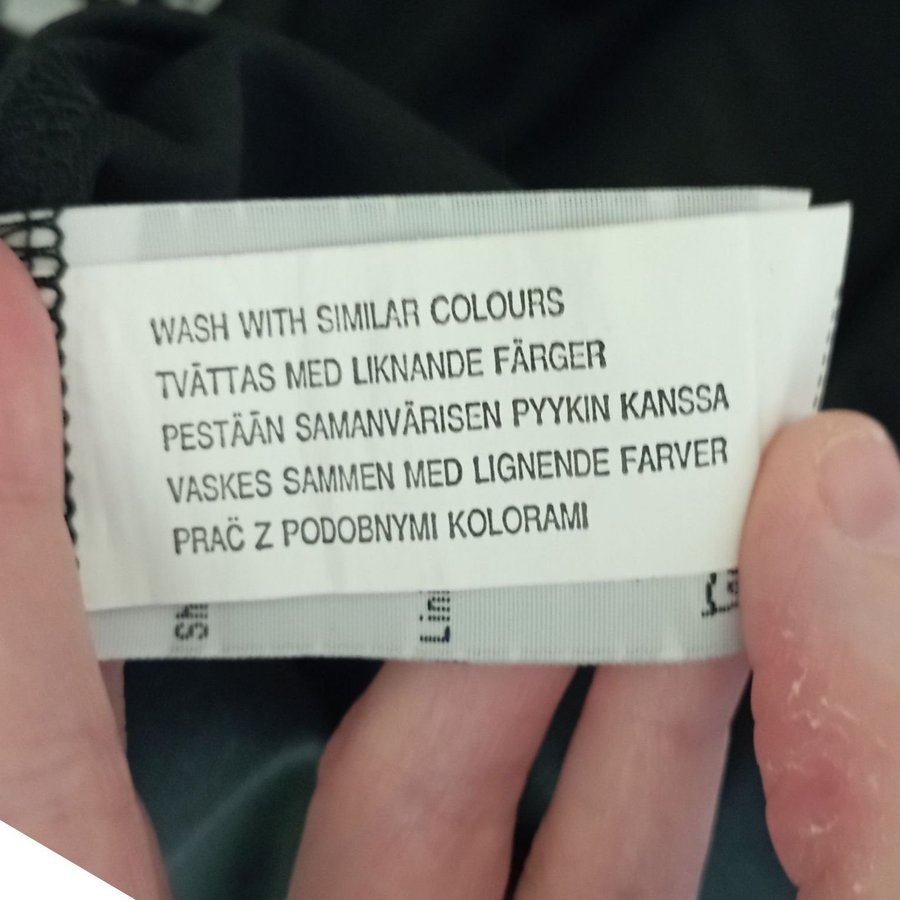 WASH WITH SIMILAR COLOURS
TVÄTTAS MED LIKNANDE FÄRGER
PESTÄÄN SAMANVÄRISEN PYYKIN KANSSA
VASKES SAMMEN MED LIGNENDE FARVER
PRAČ Z PODOBNYMI KOLORAMI